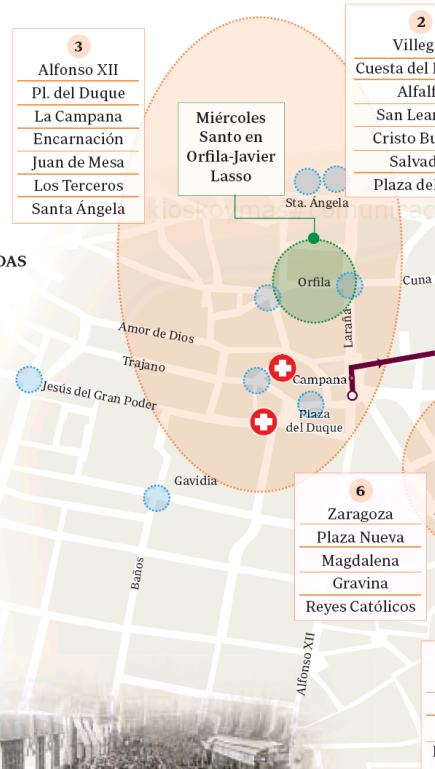 3
Alfonso XII
Pl. del Duque
La Campana
Encarnación
Juan de Mesa
Los Terceros
Santa Ángela
2
Villeg
Cuesta del
Alfalf
San Lean
Cristo Bu
Salvad
Plaza del
Miércoles
Santo en
Orfila-Javier
Lasso
Sta. Ángela
DAS
Orfila
Cuna
Laraña
Amor de Dios
Trajano
Campana
Jesús del Gran Poder
Plaza
del Duque
Gavidia
6
Zaragoza
Plaza Nueva
Magdalena
Gravina
Reyes Católicos
Baños
Alfonso XII